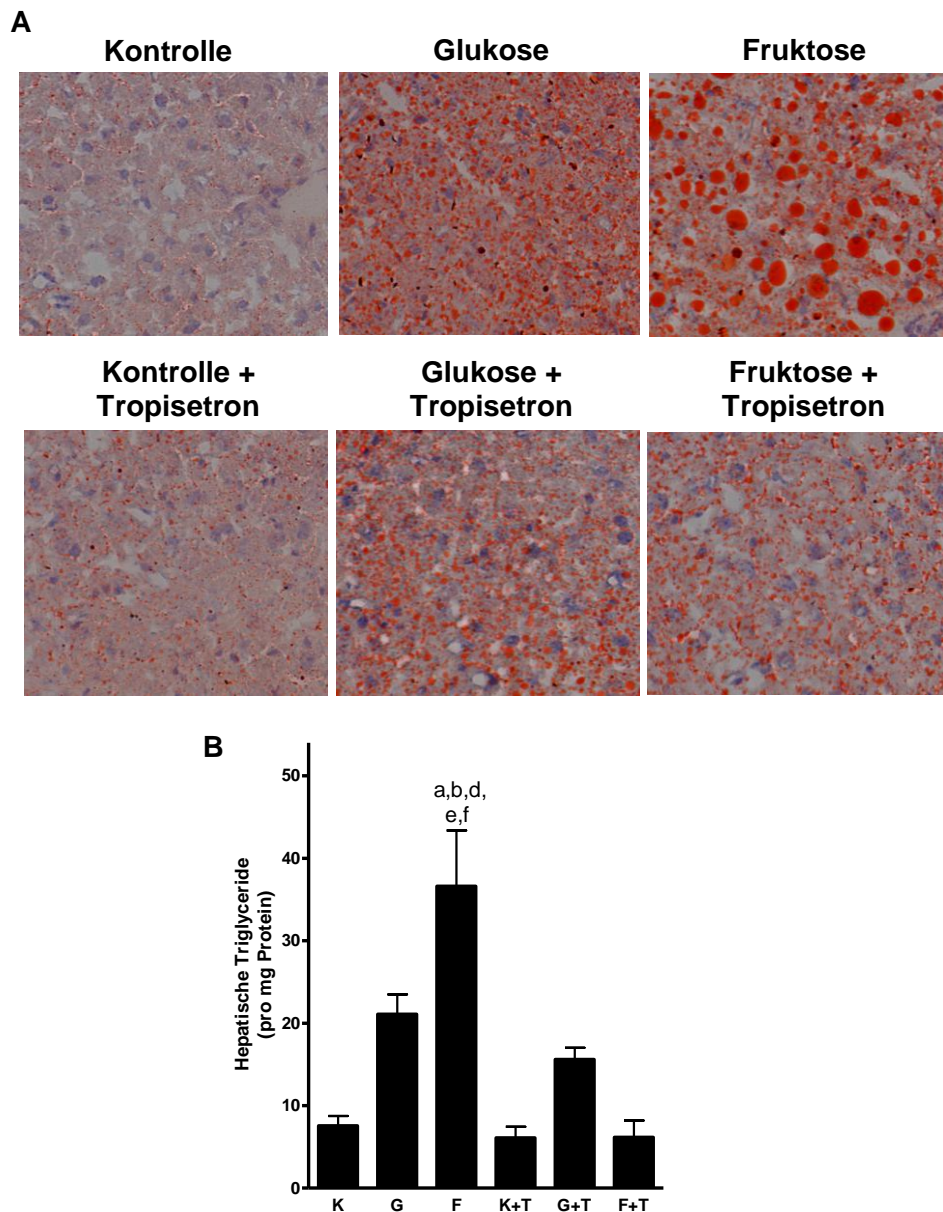 A
Kontrolle
Glukose
Fruktose
Kontrolle +
Tropisetron
Glukose +
Tropisetron
Fruktose +
Tropisetron
B
Hepatische Triglyceride
(pro mg Protein)
50
40
30
20
10
0
a,b,d,
e,f
K
G
F
K+T
G+T
F+T